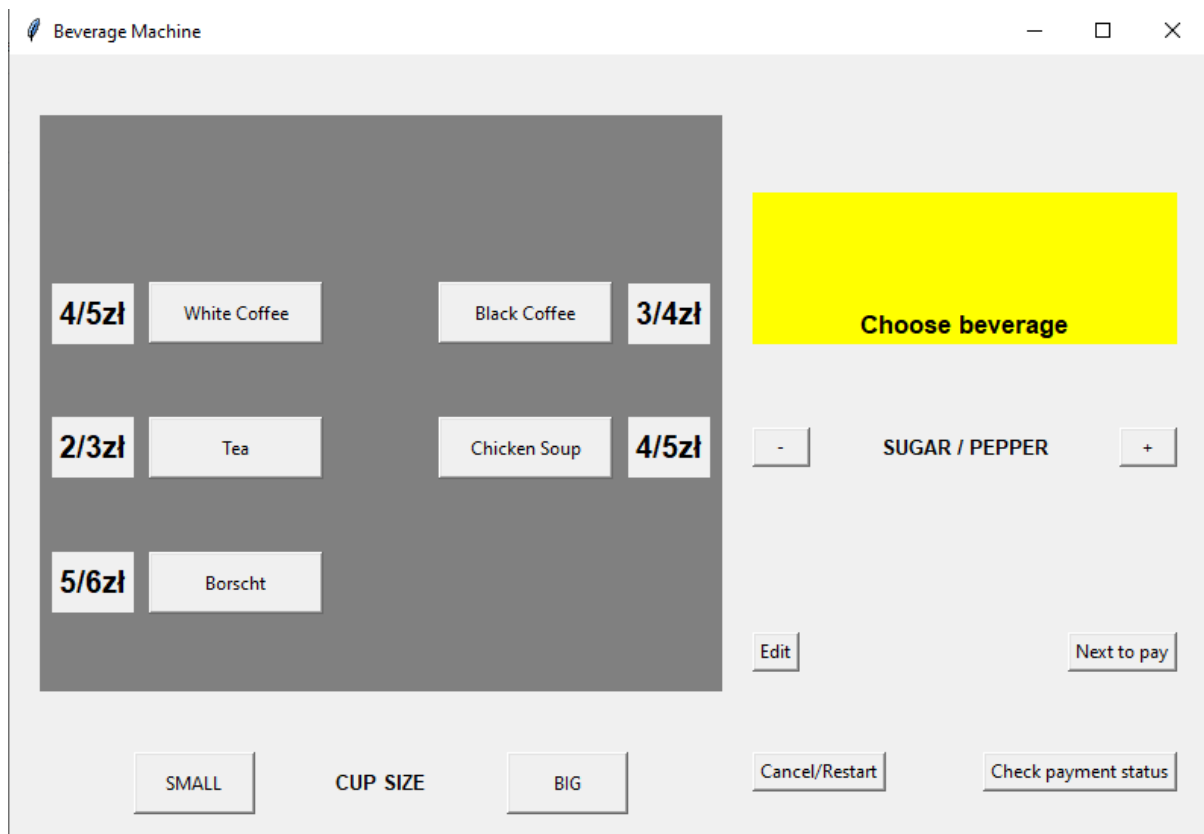 Beverage Machine
4/5zł White Coffee Black Coffee 3/4zł
Choose beverage
2/3zł Tea Chicken Soup 4/5zł
- SUGAR / PEPPER +
5/6zł Borscht
Edit Next to pay
SMALL CUP SIZE BIG
Cancel/Restart Check payment status